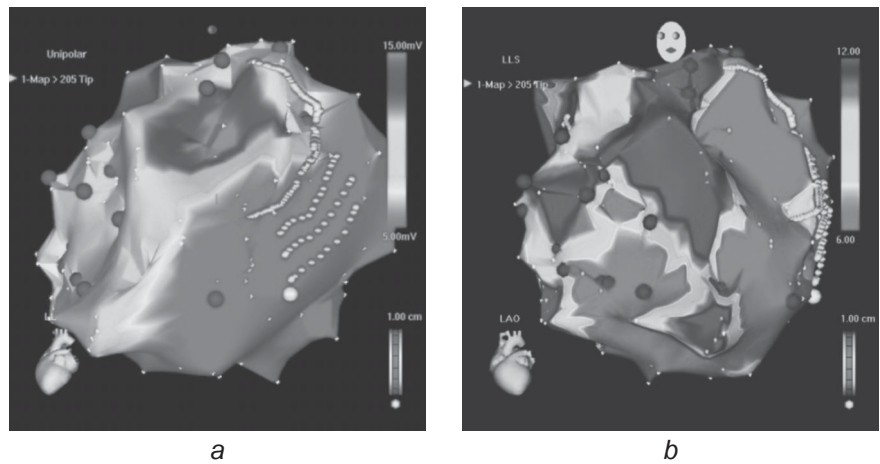 Unipolar
1-Map > 205 Tip
15.00mV
5.00mV
1.00 cm
a
LLS
1-Map > 205 Tip
12.00
6.00
LAO
1.00 cm
b